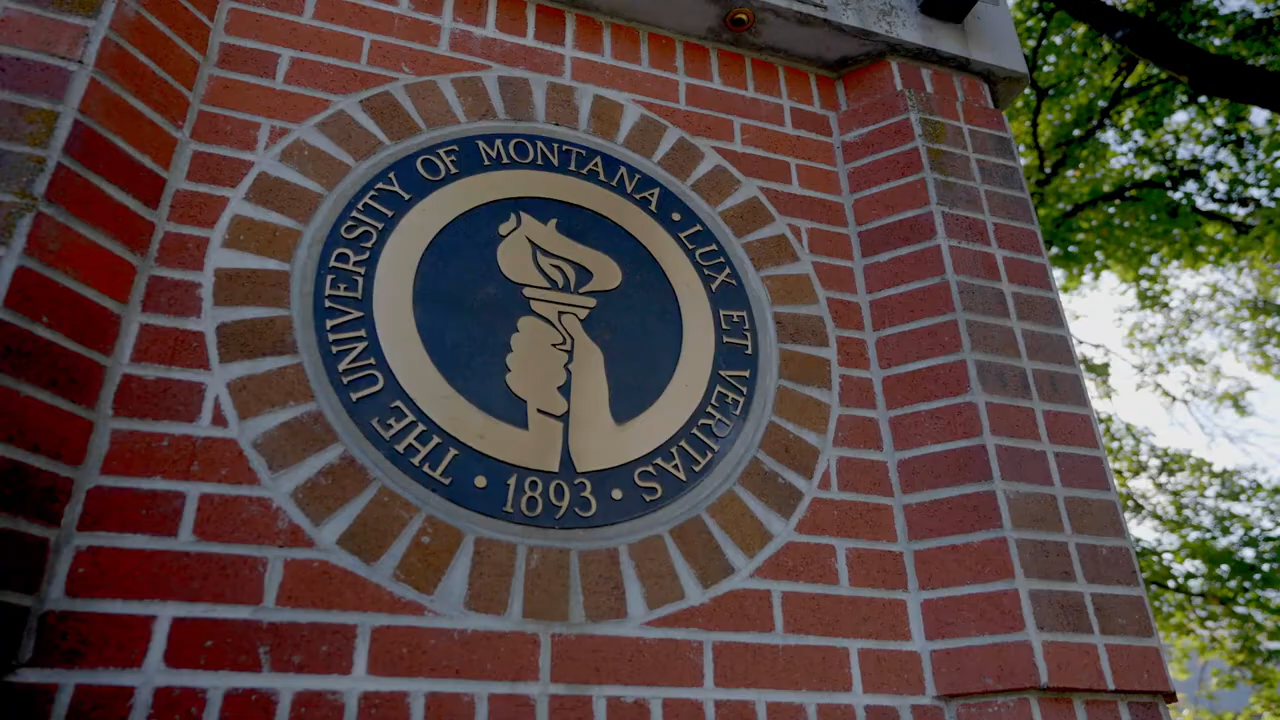 THE UNIVERSITY OF MONTANA • LUX ET VERITAS •
1893 •